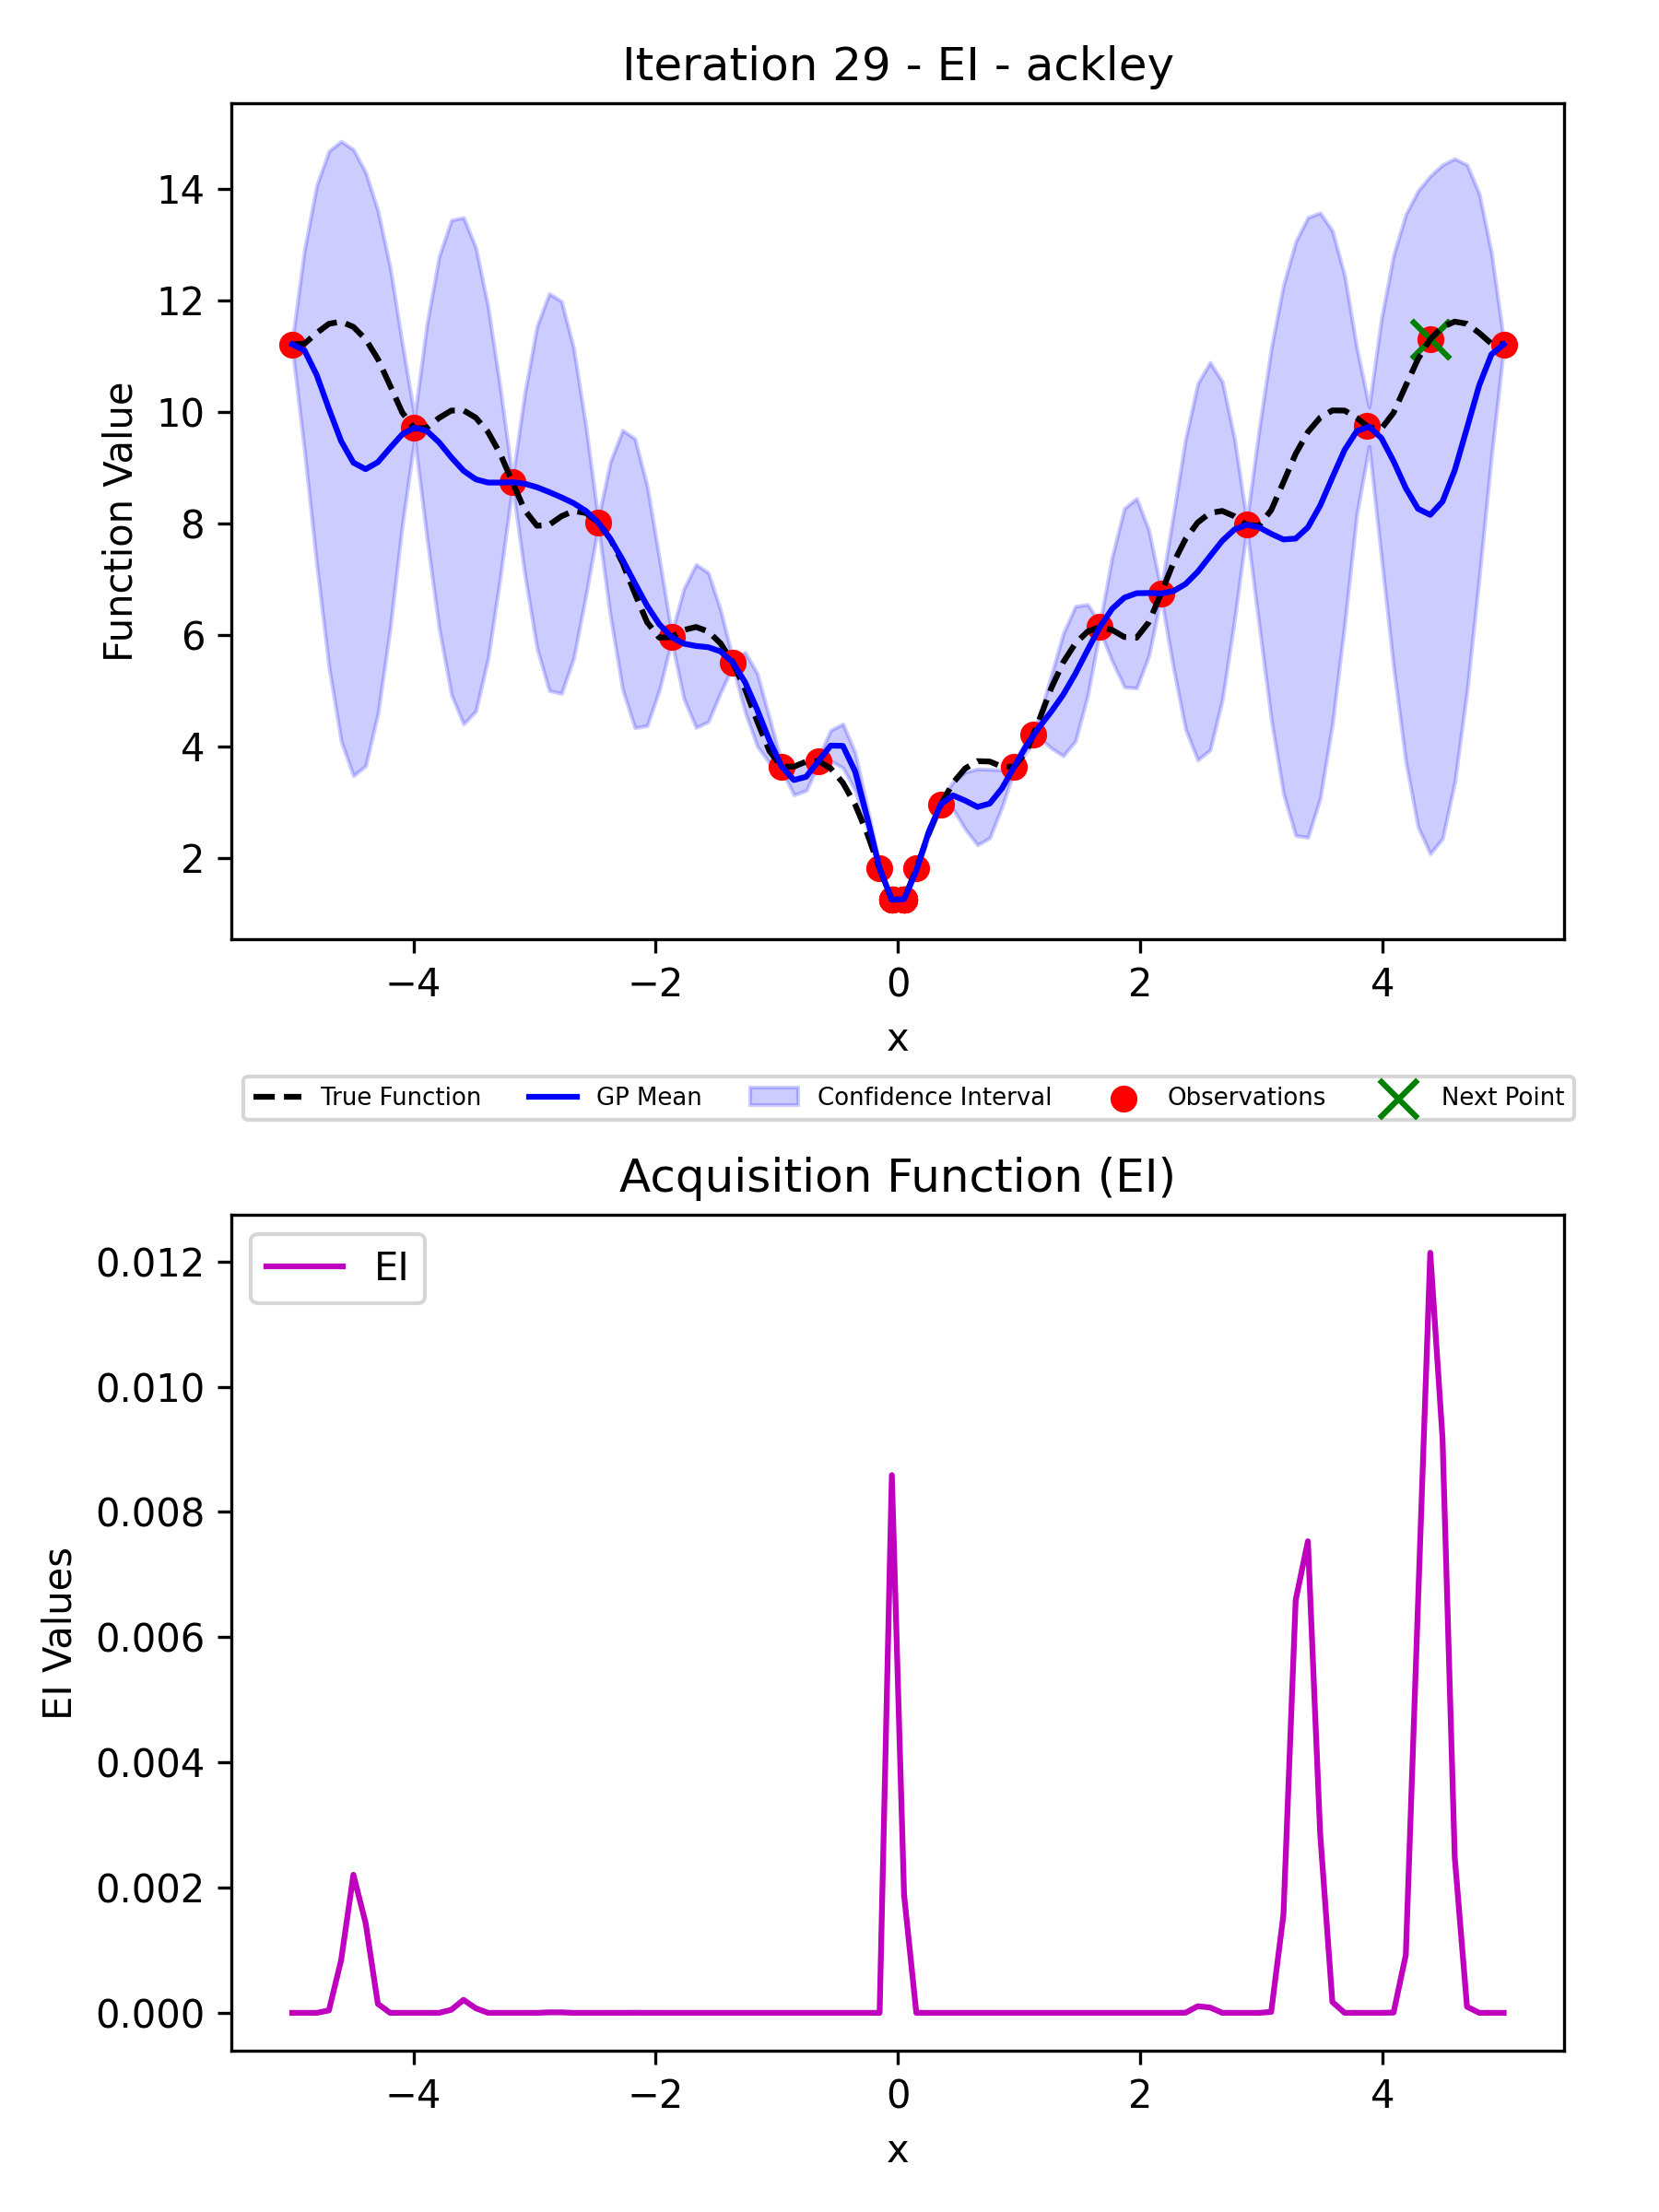 Iteration 29 - EI - ackley
14
12
10
8
6
4
2
Function Value
−4 −2 0 2 4
x
True Function GP Mean Confidence Interval Observations Next Point
Acquisition Function (EI)
EI
0.012
0.010
0.008
0.006
0.004
0.002
0.000
EI Values
−4 −2 0 2 4
x